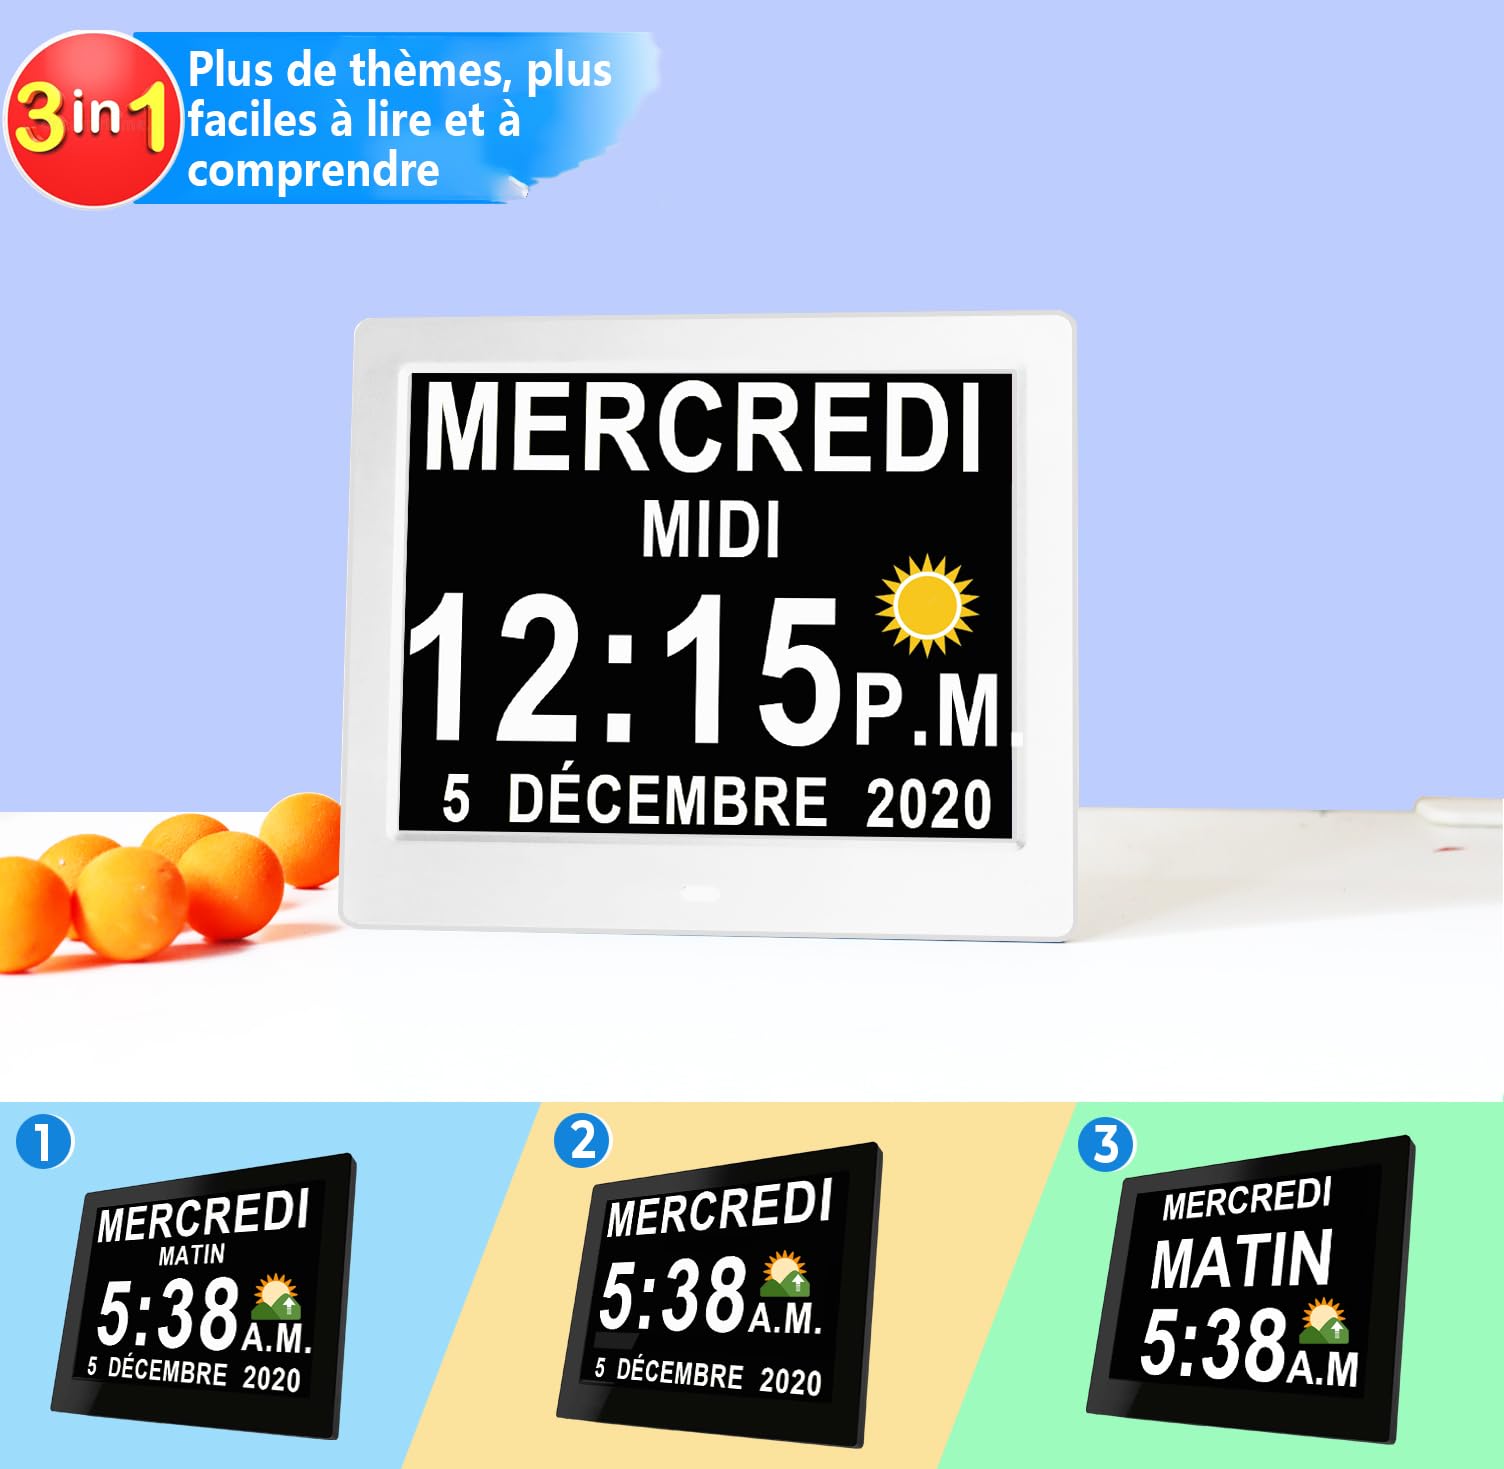 3in1
Plus de thèmes, plus
faciles à lire et à
comprendre
MERCREDI
MIDI
12:15 P.M.
5 DÉCEMBRE 2020
1
MERCREDI
MATIN
5:38 A.M.
5 DÉCEMBRE 2020
2
MERCREDI
5:38 A.M.
5 DÉCEMBRE 2020
3
MERCREDI
MATIN
5:38 A.M